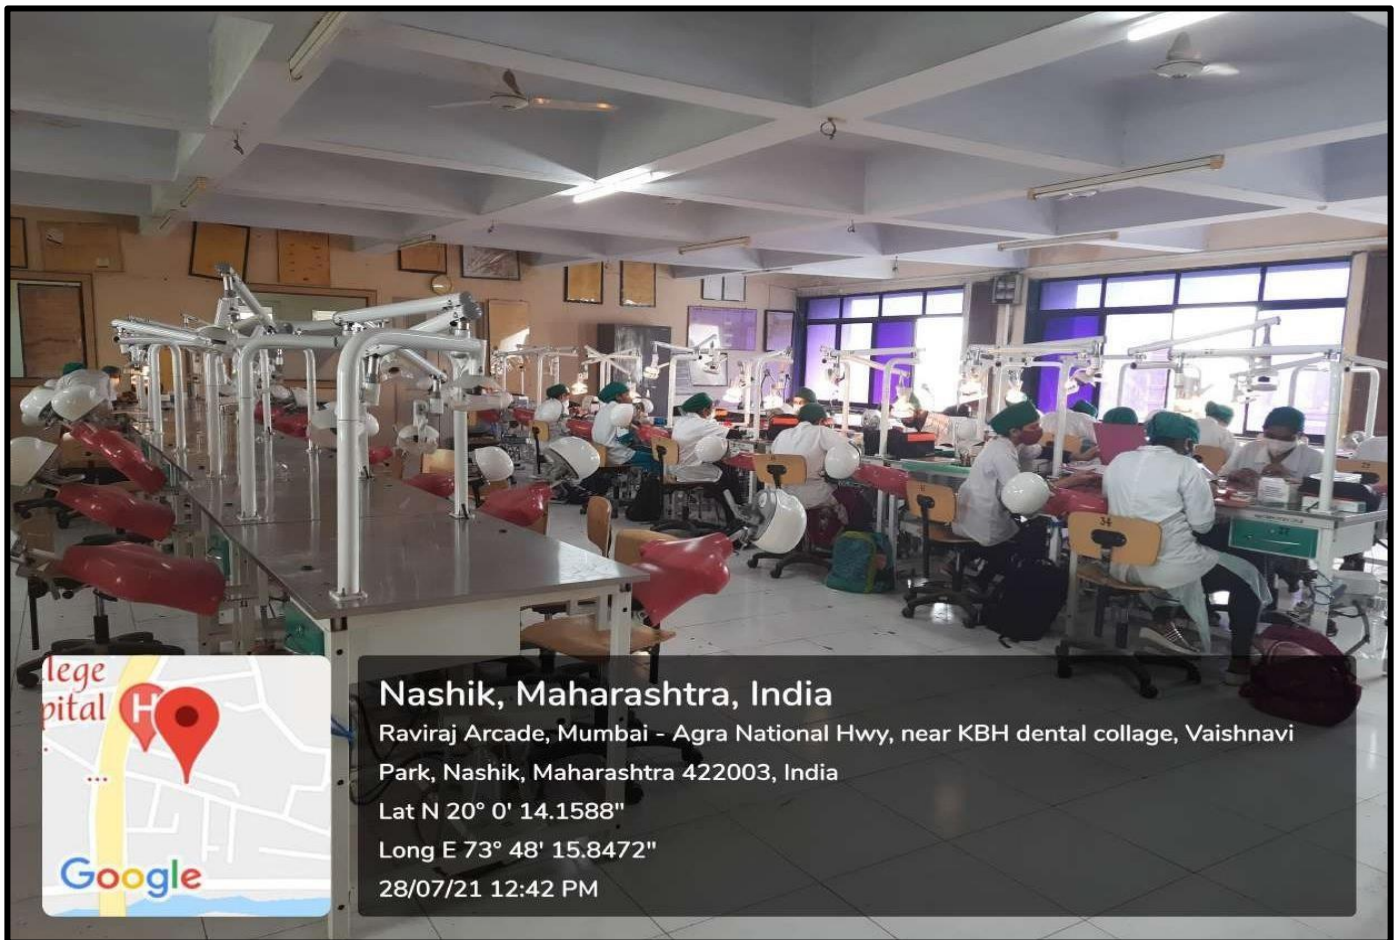 lege
pital H
Google
Nashik, Maharashtra, India
Raviraj Arcade, Mumbai - Agra National Hwy, near KBH dental collage, Vaishnavi
Park, Nashik, Maharashtra 422003, India
Lat N 20° 0' 14.1588"
Long E 73° 48' 15.8472"
28/07/21 12:42 PM
34